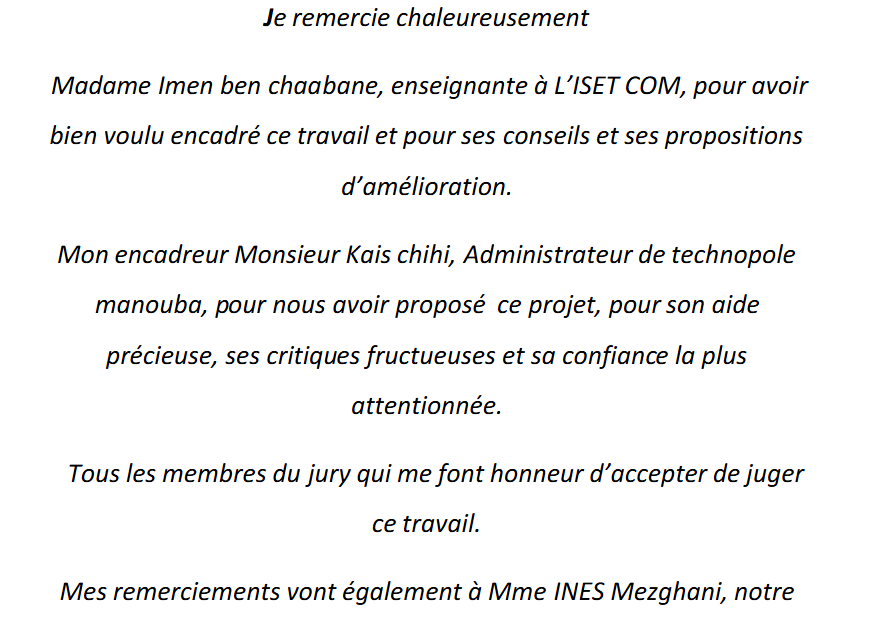 Je remercie chaleureusement
Madame Imen ben chaabane, enseignante à L’ISET COM, pour avoir
bien voulu encadré ce travail et pour ses conseils et ses propositions
d’amélioration.
Mon encadreur Monsieur Kais chihi, Administrateur de technopole
manouba, pour nous avoir proposé ce projet, pour son aide
précieuse, ses critiques fructueuses et sa confiance la plus
attentionnée.
Tous les membres du jury qui me font honneur d’accepter de juger
ce travail.
Mes remerciements vont également à Mme INES Mezghani, notre